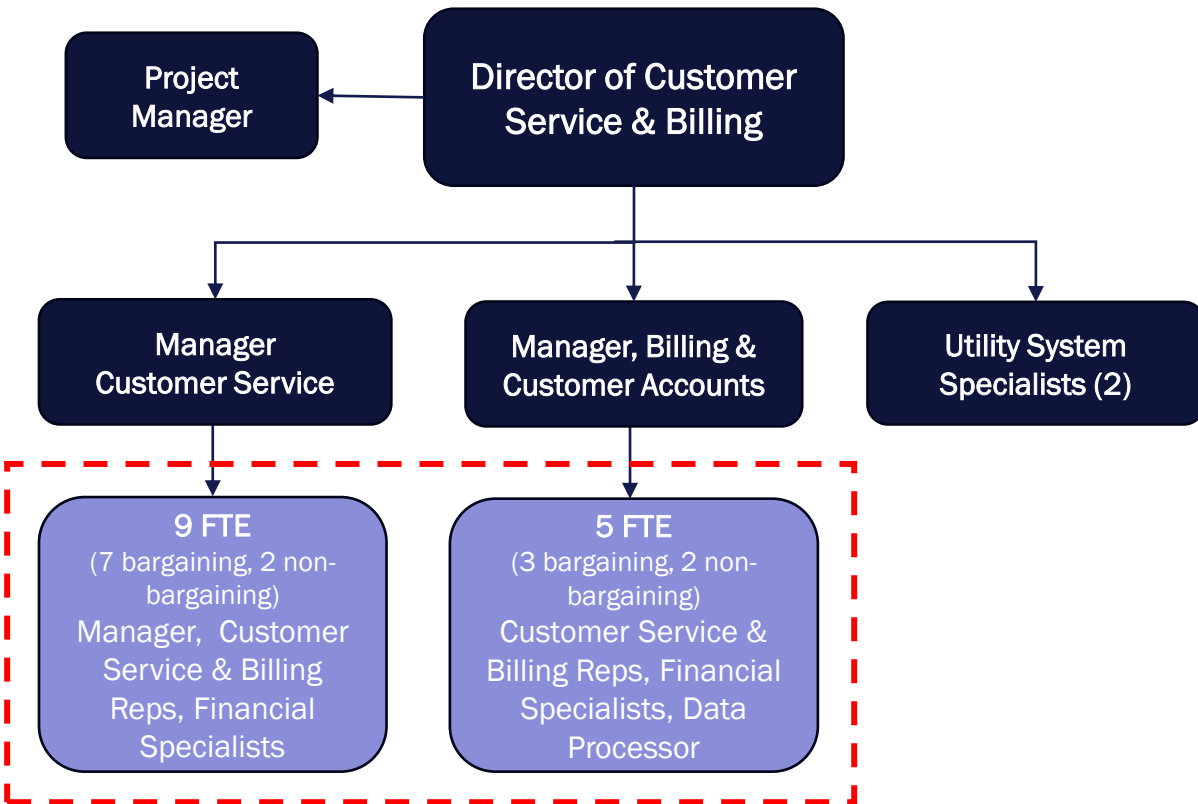 Project
Manager
Director of Customer
Service & Billing
Manager
Customer Service
Manager, Billing &
Customer Accounts
Utility System
Specialists (2)
9 FTE
(7 bargaining, 2 non-
bargaining)
Manager, Customer
Service & Billing
Reps, Financial
Specialists
5 FTE
(3 bargaining, 2 non-
bargaining)
Customer Service &
Billing Reps, Financial
Specialists, Data
Processor